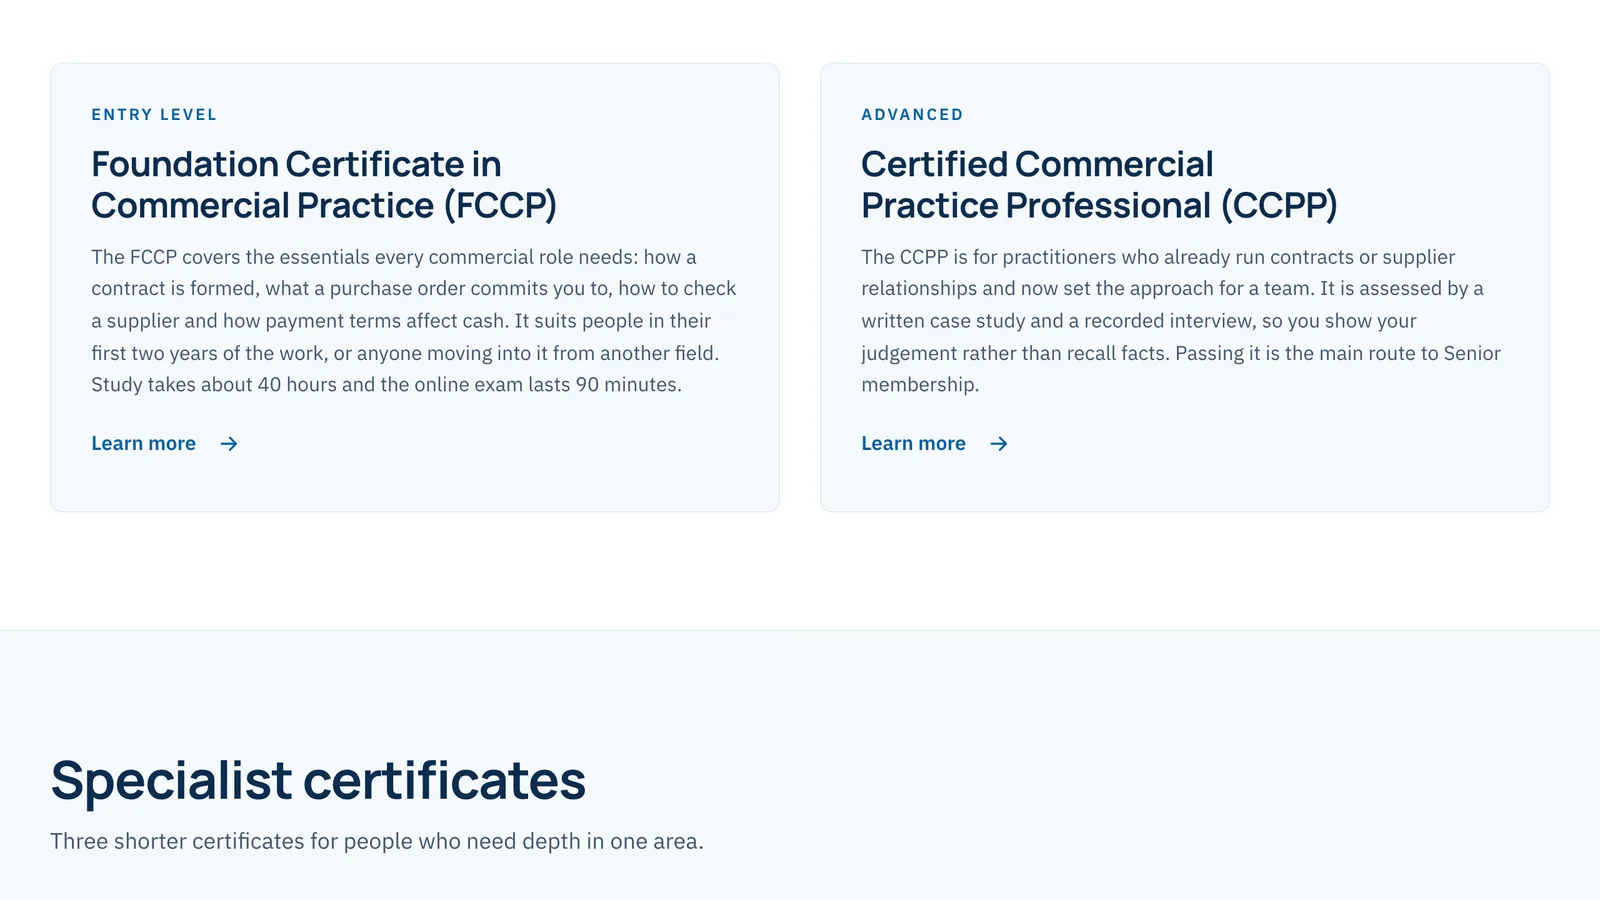 ENTRY LEVEL
Foundation Certificate in
Commercial Practice (FCCP)
The FCCP covers the essentials every commercial role needs: how a
contract is formed, what a purchase order commits you to, how to check
a supplier and how payment terms affect cash. It suits people in their
first two years of the work, or anyone moving into it from another field.
Study takes about 40 hours and the online exam lasts 90 minutes.
Learn more
ADVANCED
Certified Commercial
Practice Professional (CCPP)
The CCPP is for practitioners who already run contracts or supplier
relationships and now set the approach for a team. It is assessed by a
written case study and a recorded interview, so you show your
judgement rather than recall facts. Passing it is the main route to Senior
membership.
Learn more
Specialist certificates
Three shorter certificates for people who need depth in one area.